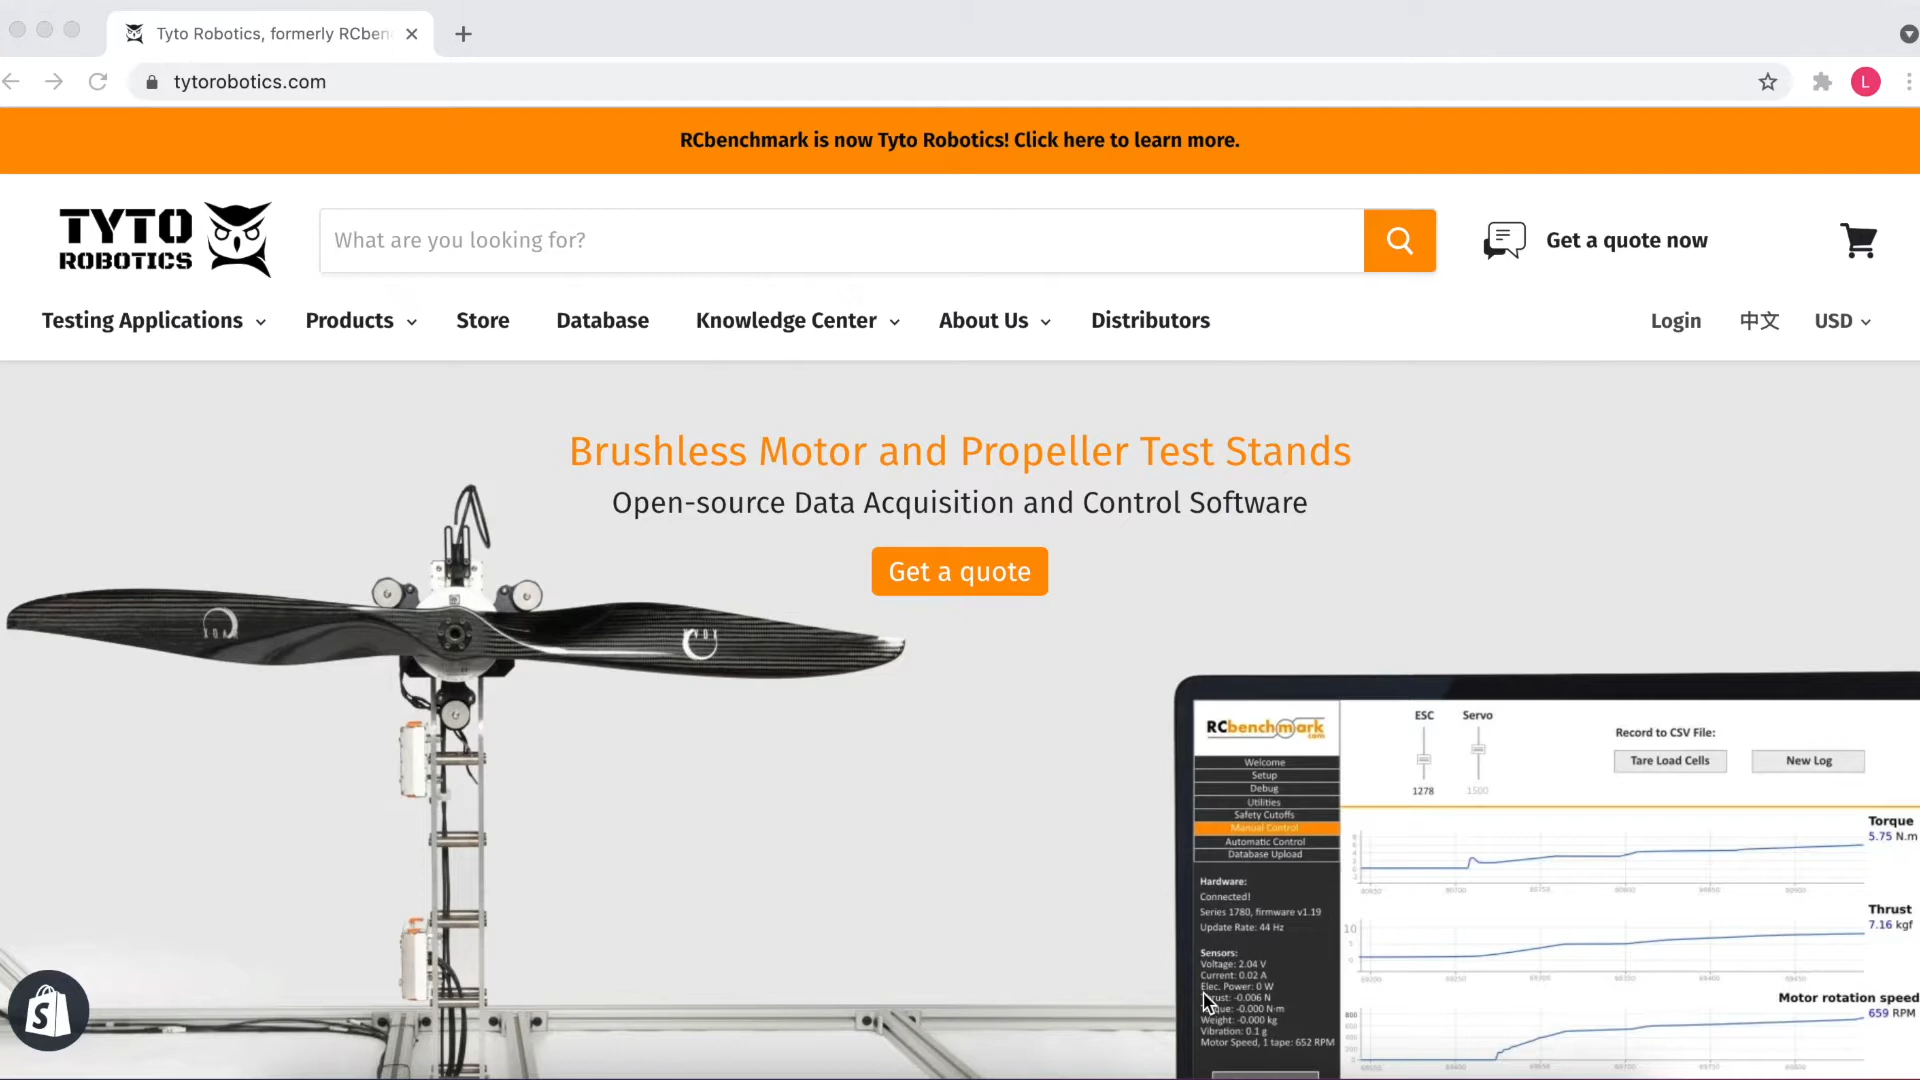 Tyto Robotics, formerly RCben
tytorobotics.com
L
RCbenchmark is now Tyto Robotics! Click here to learn more.
TYTO
ROBOTICS
What are you looking for?
Get a quote now
Testing Applications
Products
Store
Database
Knowledge Center
About Us
Distributors
Login
中文
USD
Brushless Motor and Propeller Test Stands
Open-source Data Acquisition and Control Software
Get a quote
RCbenchmark
.com
Welcome
Setup
Debug
Utilities
Safety Cutoffs
Manual Control
Automatic Control
Database Upload
Hardware:
Connected!
Series 1780, firmware v1.19
Update Rate: 44 Hz
Sensors:
Voltage: 2.04 V
Current: 0.02 A
Elec. Power: 0 W
-0.006 N
-0.000 N·m
Weight: -0.000 kg
Vibration: 0.1 g
Motor Speed, 1 tape: 652 RPM
ESC
1278
Servo
1500
Record to CSV File:
Tare Load Cells
New Log
Torque
5.75 N.m
Thrust
7.16 kgf
10
Motor rotation speed
659 RPM
800